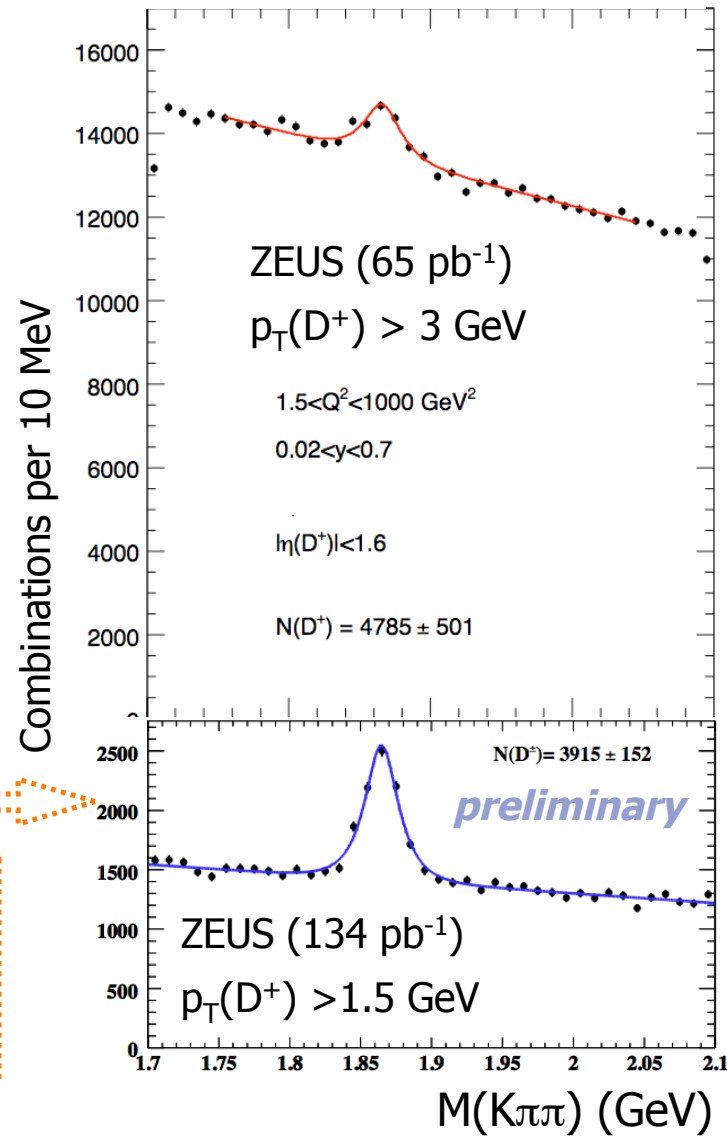 Combinations per 10 MeV
16000
14000
12000
10000
8000
6000
4000
2000
ZEUS (65 pb⁻¹)
p_T(D⁺) > 3 GeV
1.5<Q²<1000 GeV²
0.02<y<0.7
|η(D⁺)|<1.6
N(D⁺) = 4785 ± 501
2500
2000
1500
1000
500
0
N(D^±)= 3915 ± 152
preliminary
ZEUS (134 pb⁻¹)
p_T(D⁺) >1.5 GeV
1.7 1.75 1.8 1.85 1.9 1.95 2 2.05 2.1
M(Kππ) (GeV)